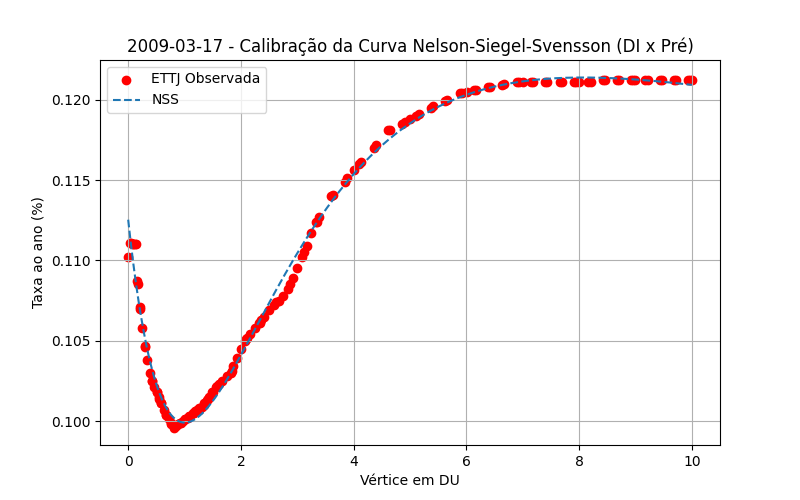 2009-03-17 - Calibração da Curva Nelson-Siegel-Svensson (DI x Pré)
ETTJ Observada
NSS
Taxa ao ano (%)
0.120
0.115
0.110
0.105
0.100
0 2 4 6 8 10
Vértice em DU